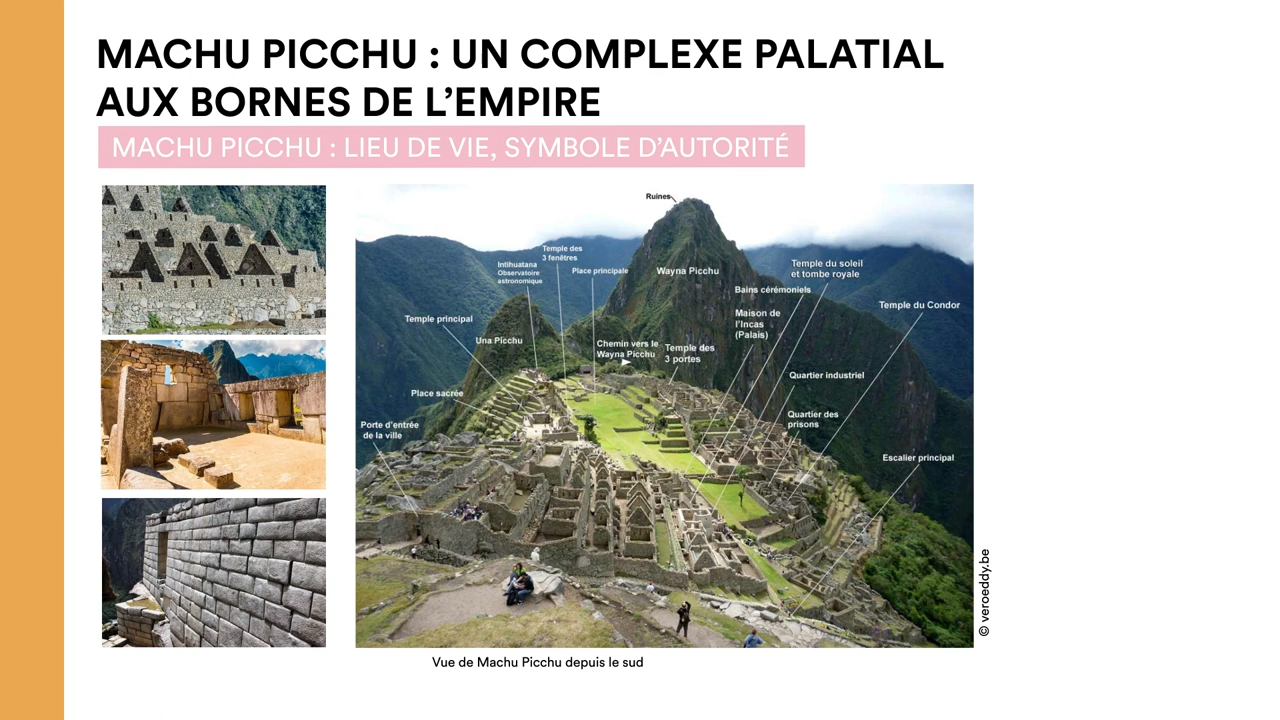 MACHU PICCHU : UN COMPLEXE PALATIAL
AUX BORNES DE L'EMPIRE
MACHU PICCHU : LIEU DE VIE, SYMBOLE D'AUTORITÉ
Ruines
Temple des
3 fenêtres
Intihuatana
Observatoire
astronomique
Place principale
Wayna Picchu
Temple du soleil
et tombe royale
Bains cérémoniels
Temple du Condor
Temple principal
Maison de
l'Incas
(Palais)
Una Picchu
Chemin vers le
Wayna Picchu
Temple des
3 portes
Quartier industriel
Place sacrée
Quartier des
prisons
Porte d'entrée
de la ville
Escalier principal
© veroeddy.be
Vue de Machu Picchu depuis le sud